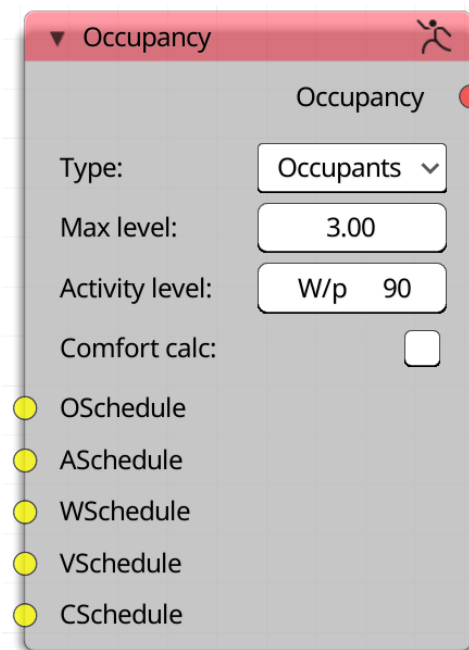 Occupancy
Occupancy
Type: Occupants
Max level: 3.00
Activity level: W/p 90
Comfort calc:
OSchedule
ASchedule
WSchedule
VSchedule
CSchedule